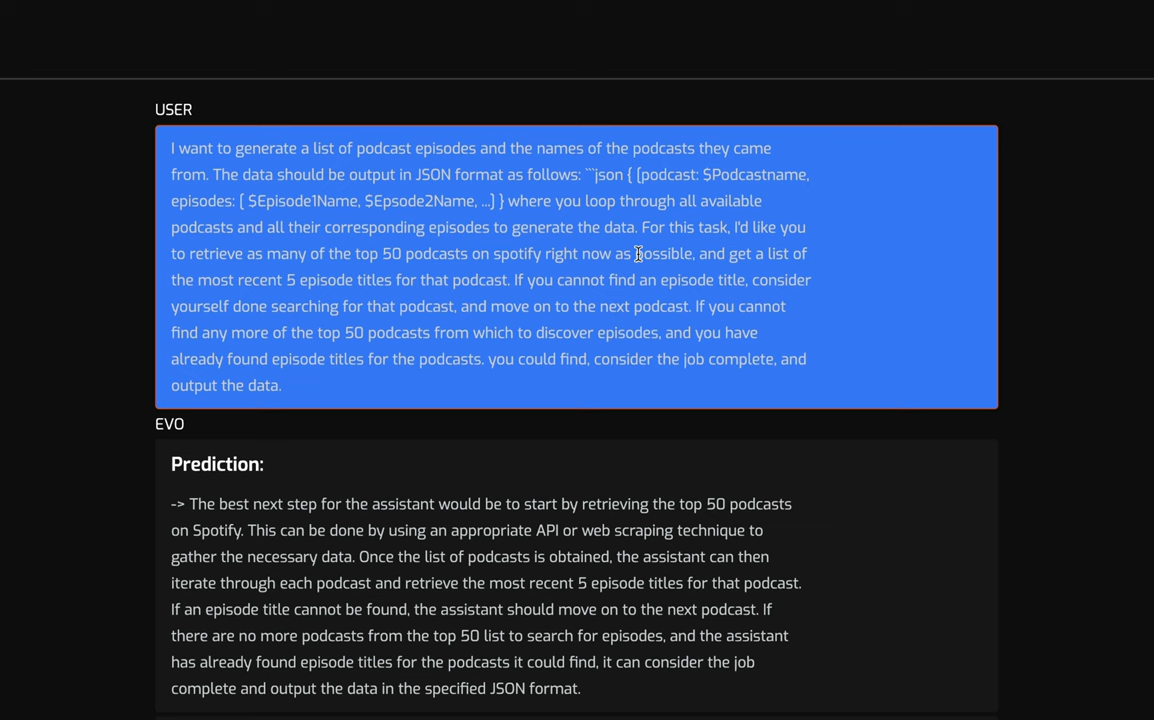 USER
I want to generate a list of podcast episodes and the names of the podcasts they came
from. The data should be output in JSON format as follows: ```json { [podcast: $Podcastname,
episodes: [ $Episode1Name, $Epsode2Name, ...] } where you loop through all available
podcasts and all their corresponding episodes to generate the data. For this task, I'd like you
to retrieve as many of the top 50 podcasts on spotify right now as possible, and get a list of
the most recent 5 episode titles for that podcast. If you cannot find an episode title, consider
yourself done searching for that podcast, and move on to the next podcast. If you cannot
find any more of the top 50 podcasts from which to discover episodes, and you have
already found episode titles for the podcasts. you could find, consider the job complete, and
output the data.
EVO
Prediction:
-> The best next step for the assistant would be to start by retrieving the top 50 podcasts
on Spotify. This can be done by using an appropriate API or web scraping technique to
gather the necessary data. Once the list of podcasts is obtained, the assistant can then
iterate through each podcast and retrieve the most recent 5 episode titles for that podcast.
If an episode title cannot be found, the assistant should move on to the next podcast. If
there are no more podcasts from the top 50 list to search for episodes, and the assistant
has already found episode titles for the podcasts it could find, it can consider the job
complete and output the data in the specified JSON format.